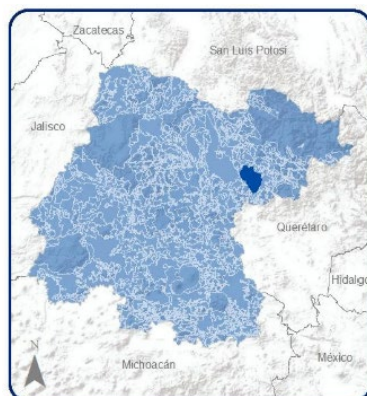 Zacatecas
San Luis Potosí
Jalisco
Querétaro
Hidalgo
N
México
Michoacán